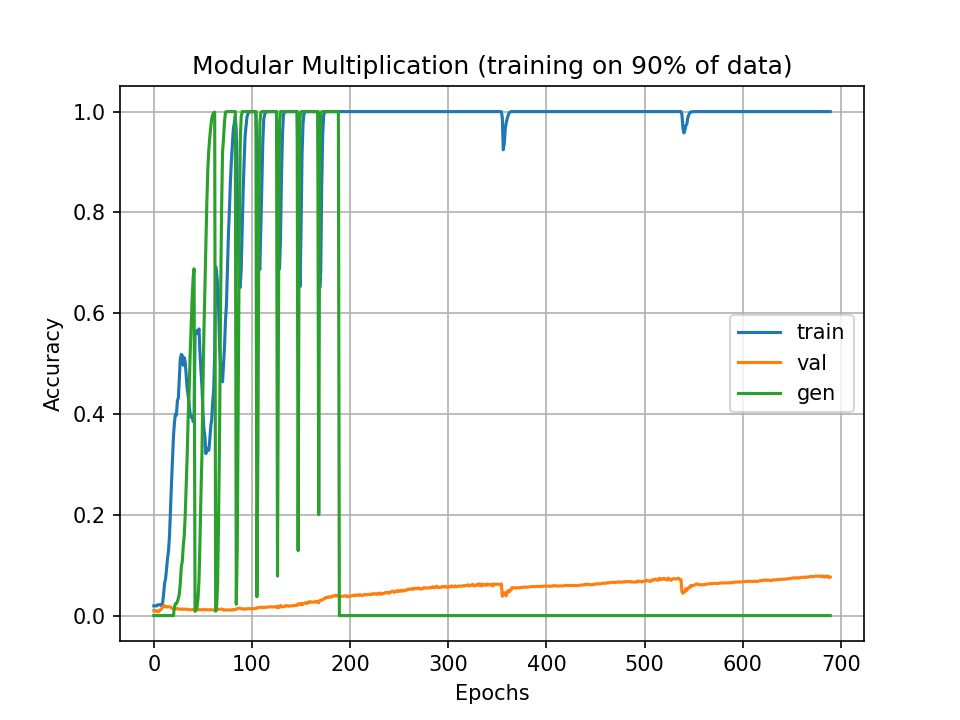 Modular Multiplication (training on 90% of data)
1.0
0.8
0.6
0.4
0.2
0.0
Accuracy
train
val
gen
0 100 200 300 400 500 600 700
Epochs